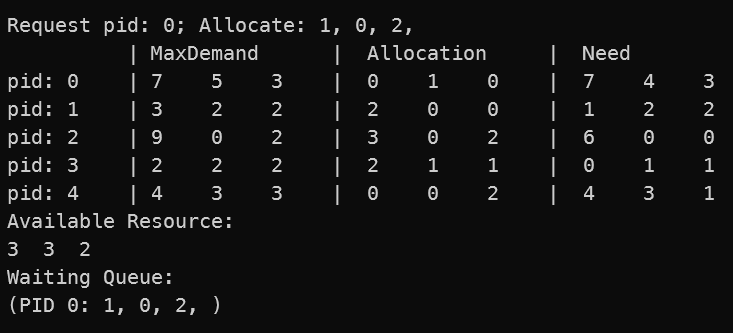 Request pid: 0; Allocate: 1, 0, 2,
| MaxDemand | Allocation | Need
pid: 0 | 7 5 3 | 0 1 0 | 7 4 3
pid: 1 | 3 2 2 | 2 0 0 | 1 2 2
pid: 2 | 9 0 2 | 3 0 2 | 6 0 0
pid: 3 | 2 2 2 | 2 1 1 | 0 1 1
pid: 4 | 4 3 3 | 0 0 2 | 4 3 1
Available Resource:
3 3 2
Waiting Queue:
(PID 0: 1, 0, 2, )